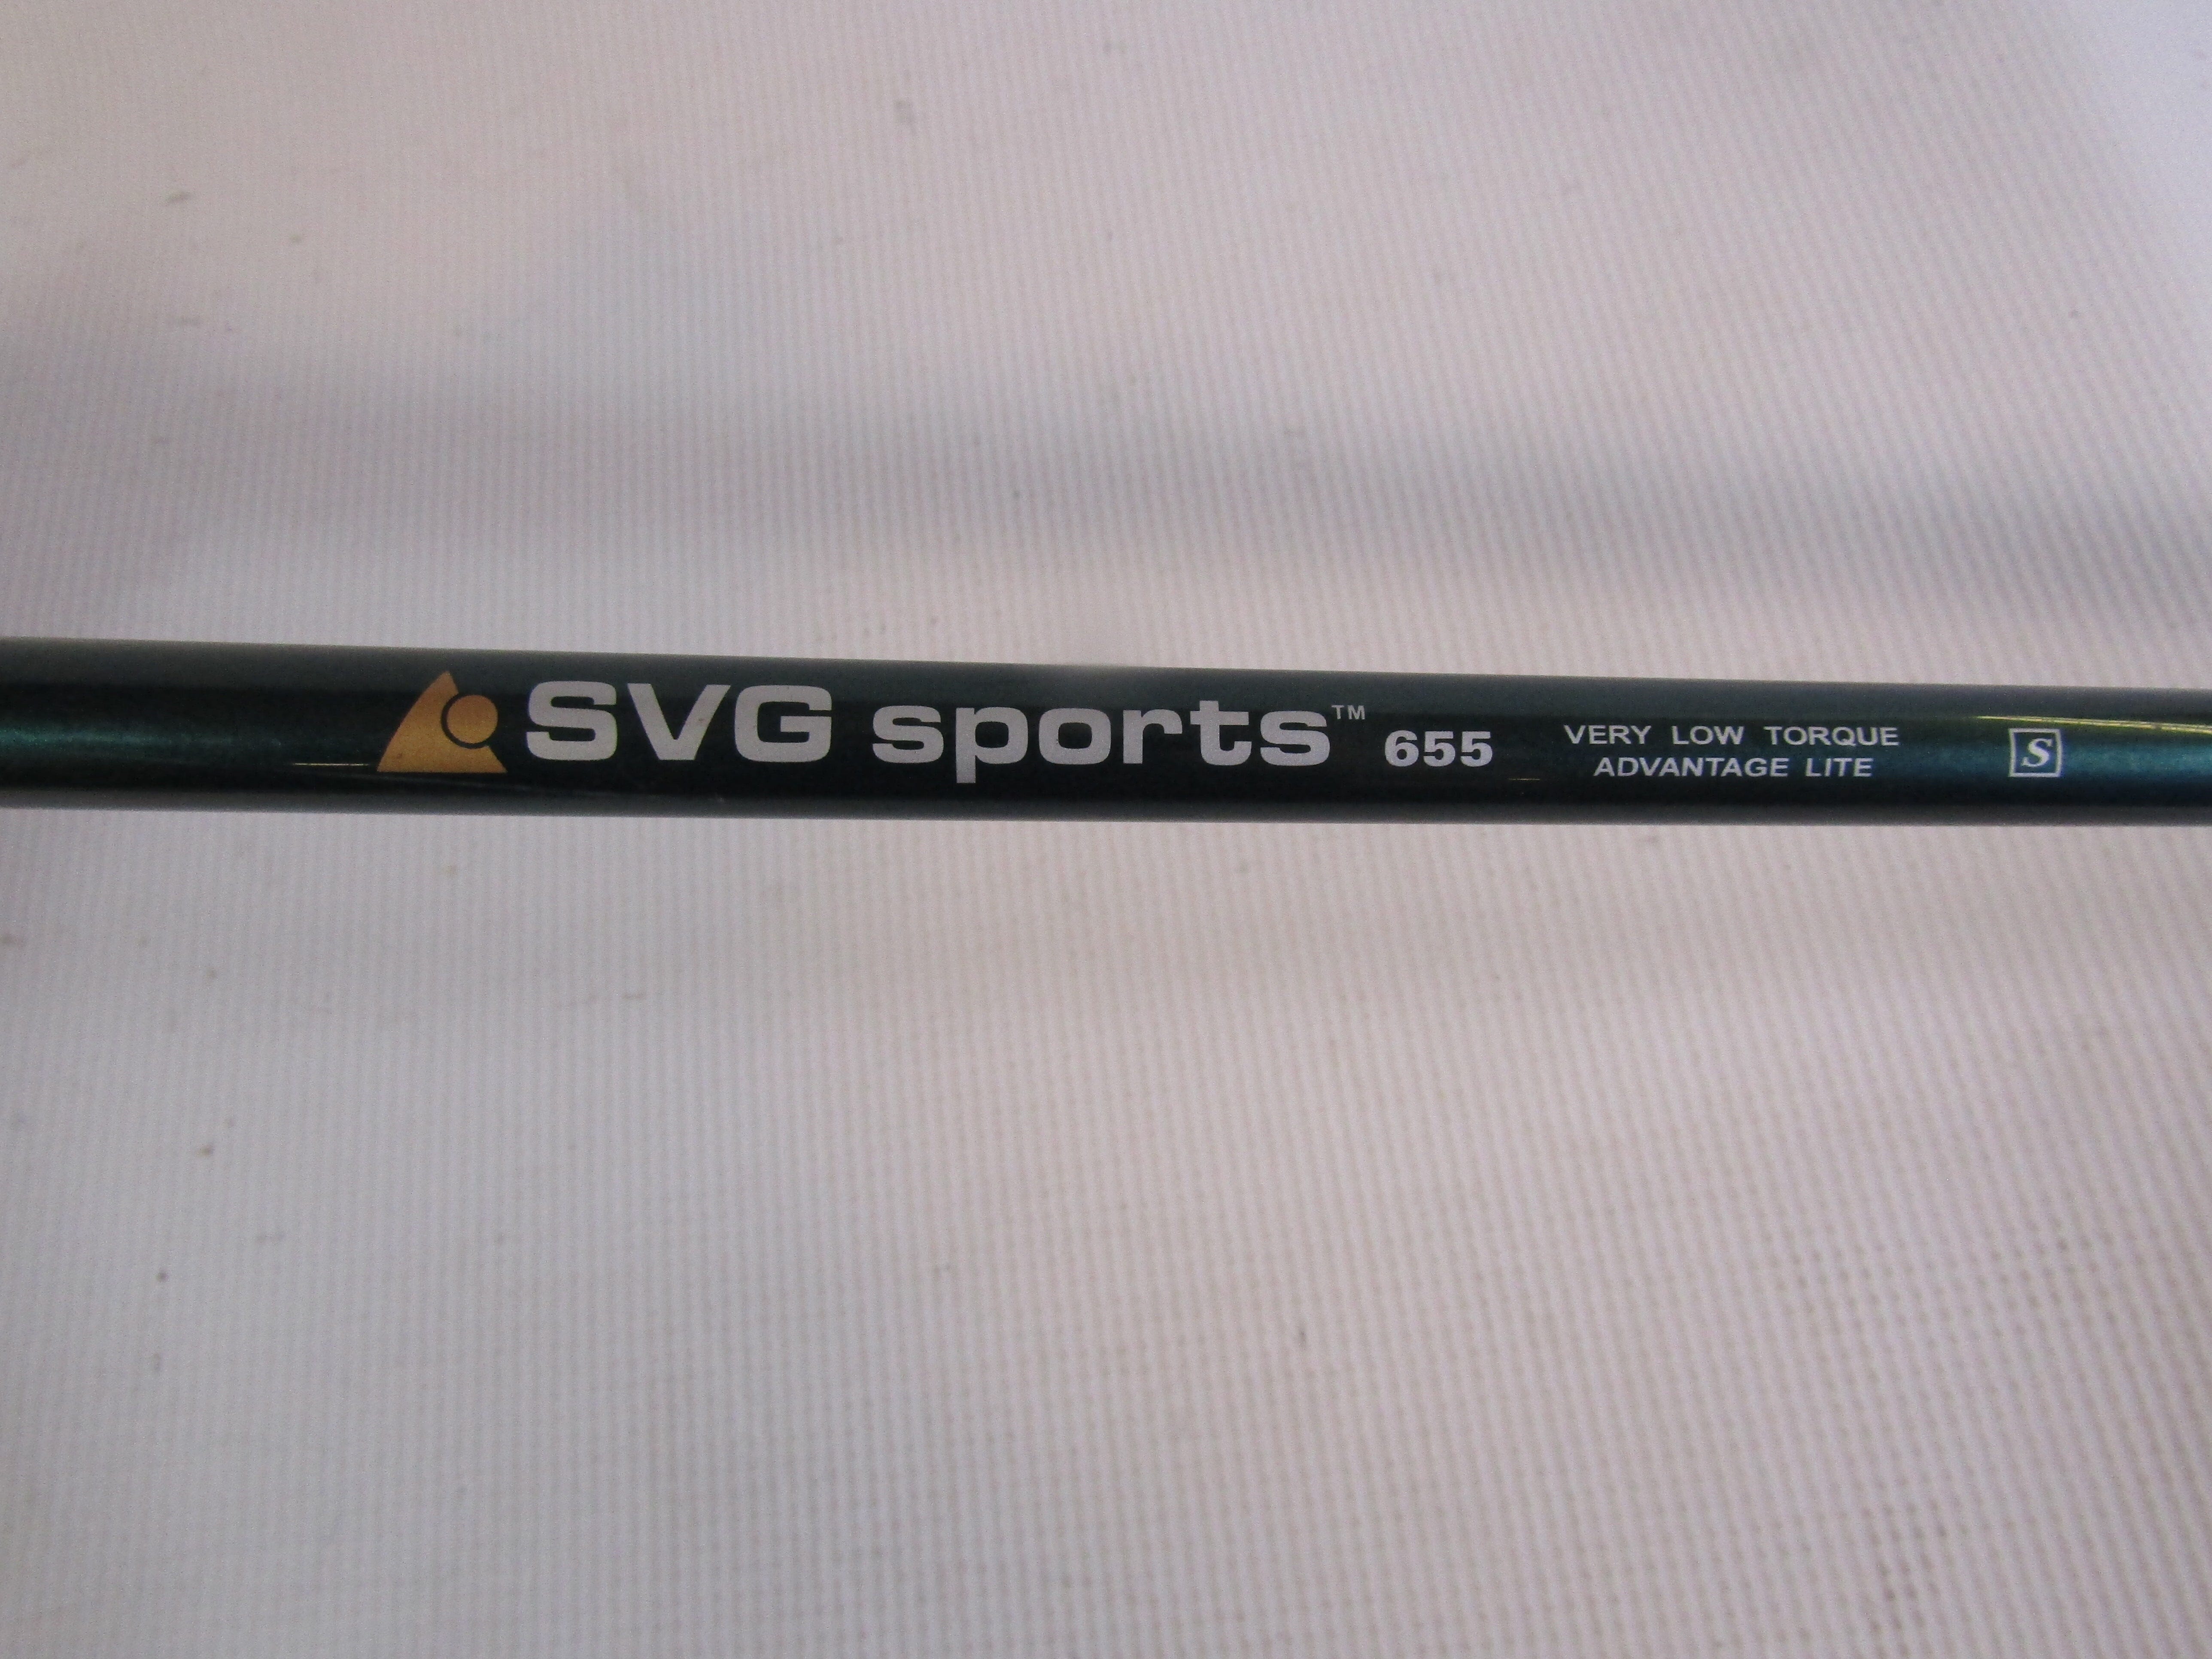 SVG sports™ 655 VERY LOW TORQUE
ADVANTAGE LITE
S